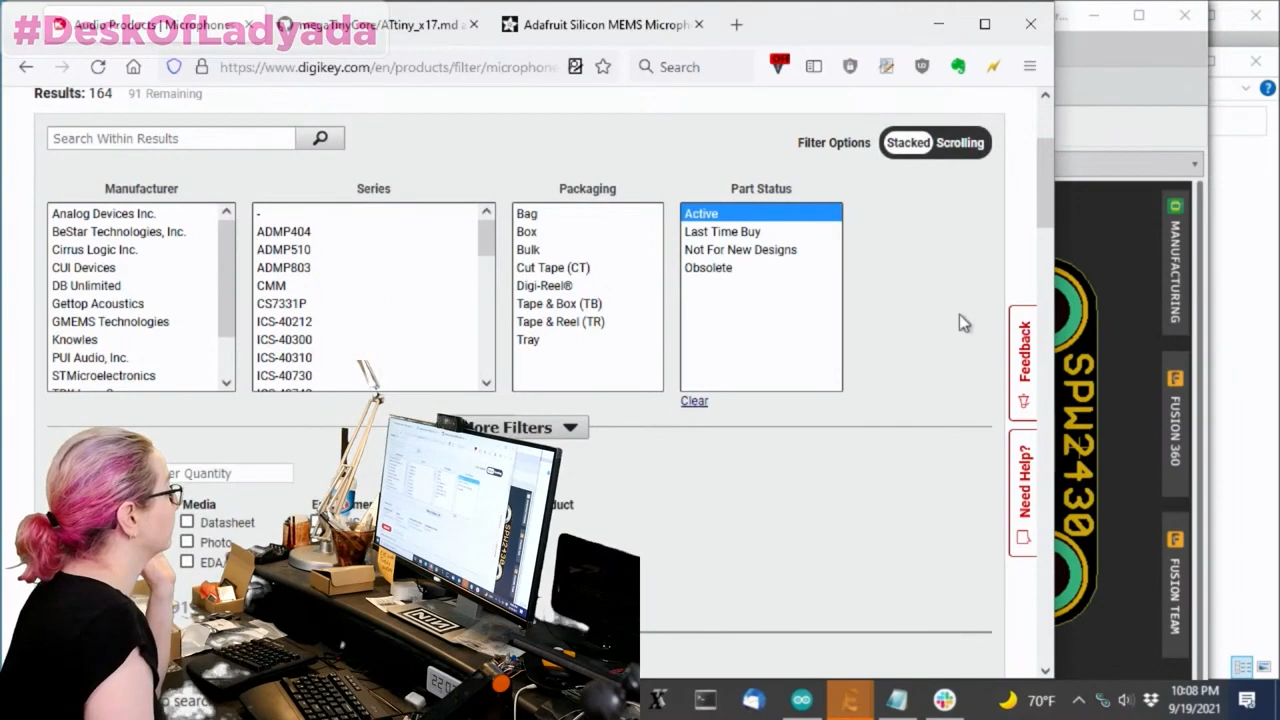 #DeskOfLadyada
Audio Products | Microphones
megaTinyCore/ATtiny_x17.md a
Adafruit Silicon MEMS Microph
https://www.digikey.com/en/products/filter/microphone
Search
Results: 164
91 Remaining
Search Within Results
Filter Options
Stacked
Scrolling
Manufacturer
Analog Devices Inc.
BeStar Technologies, Inc.
Cirrus Logic Inc.
CUI Devices
DB Unlimited
Gettop Acoustics
GMEMS Technologies
Knowles
PUI Audio, Inc.
STMicroelectronics
Series
-
ADMP404
ADMP510
ADMP803
CMM
CS7331P
ICS-40212
ICS-40300
ICS-40310
ICS-40730
Packaging
Bag
Box
Bulk
Cut Tape (CT)
Digi-Reel®
Tape & Box (TB)
Tape & Reel (TR)
Tray
Part Status
Active
Last Time Buy
Not For New Designs
Obsolete
Clear
More Filters
Quantity
Media
Datasheet
Photo
EDA
Feedback
Need Help?
MANUFACTURING
FUSION 360
FUSION TEAM
SPW2430
70°F
10:08 PM
9/19/2021